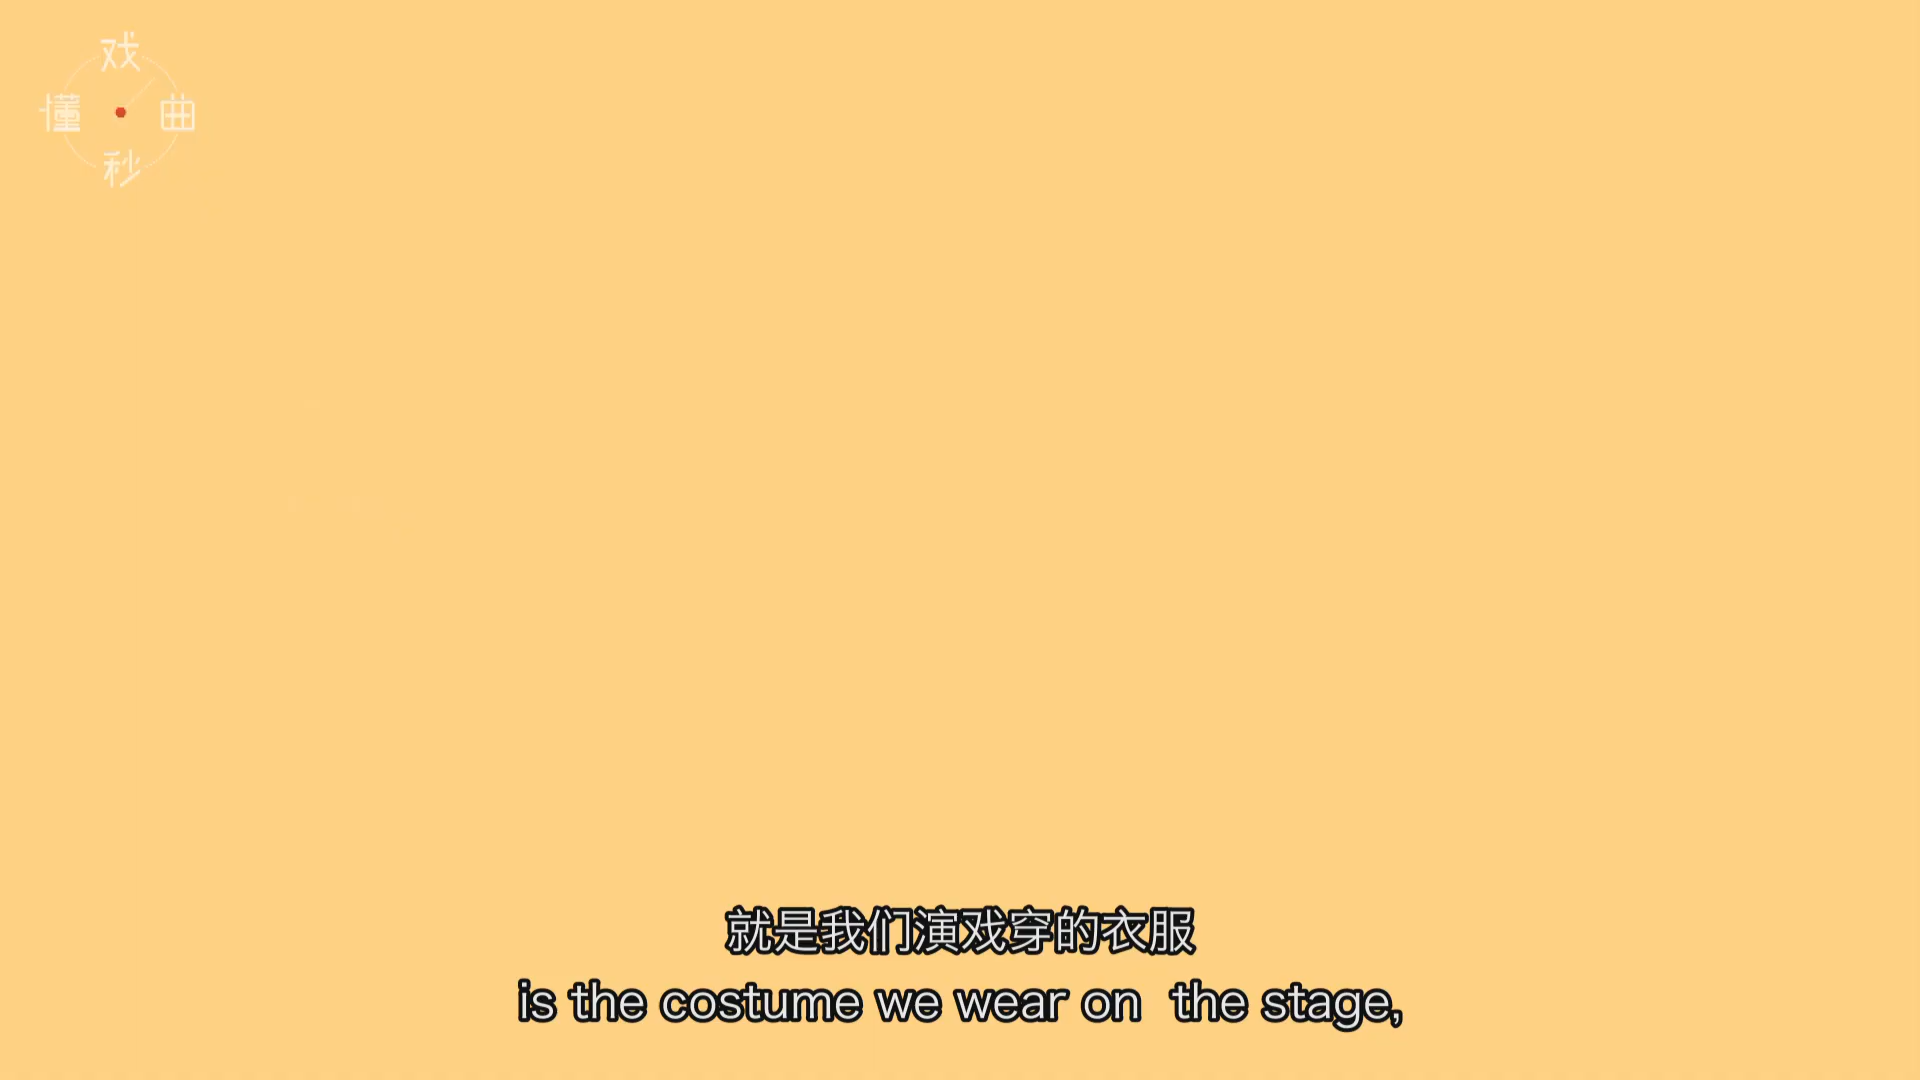 戏
懂 曲
秒
就是我们演戏穿的衣服
is the costume we wear on  the stage,